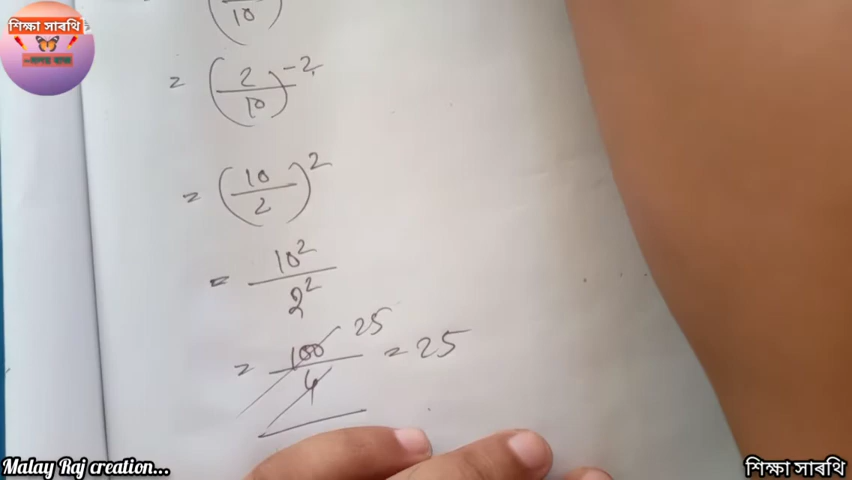 শিক্ষা সাৰথি
10
= (2/10)^-2
= (10/2)^2
= 10^2/2^2
= 100/4 25 = 25
Malay Raj creation...
শিক্ষা সাৰথি